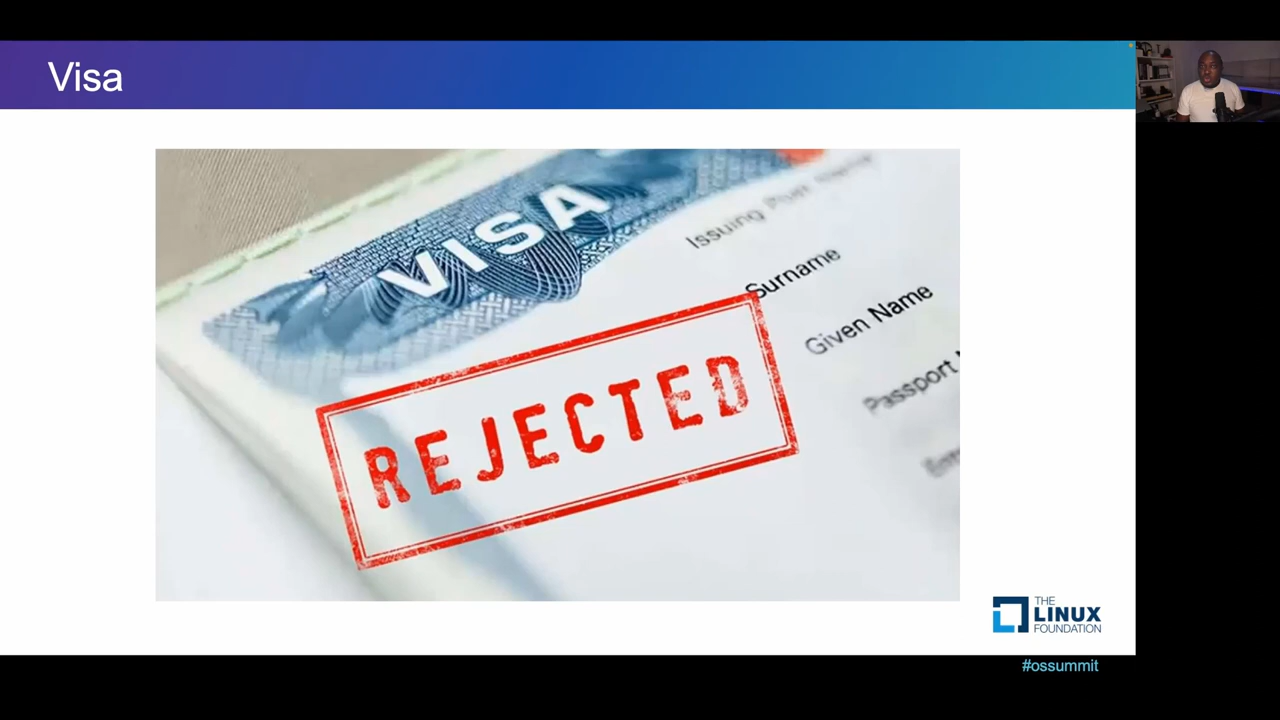 Visa
VISA
Issuing Post Name
Surname
Given Name
Passport
REJECTED
THE
LINUX
FOUNDATION
#ossummit